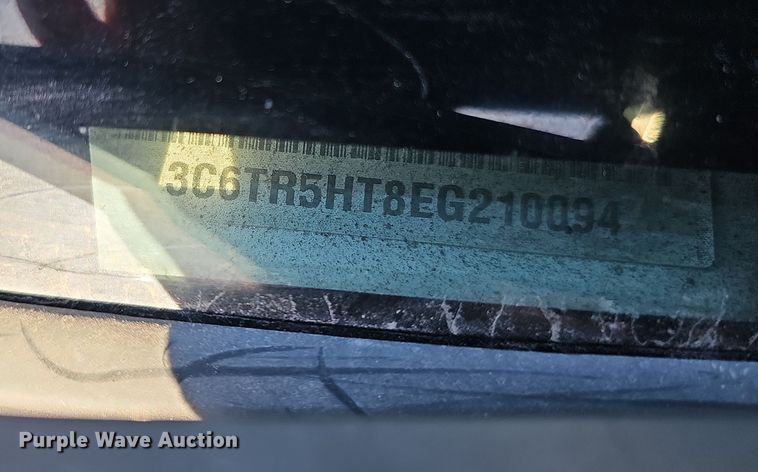 3C6TR5HT8EG210094
Purple Wave Auction